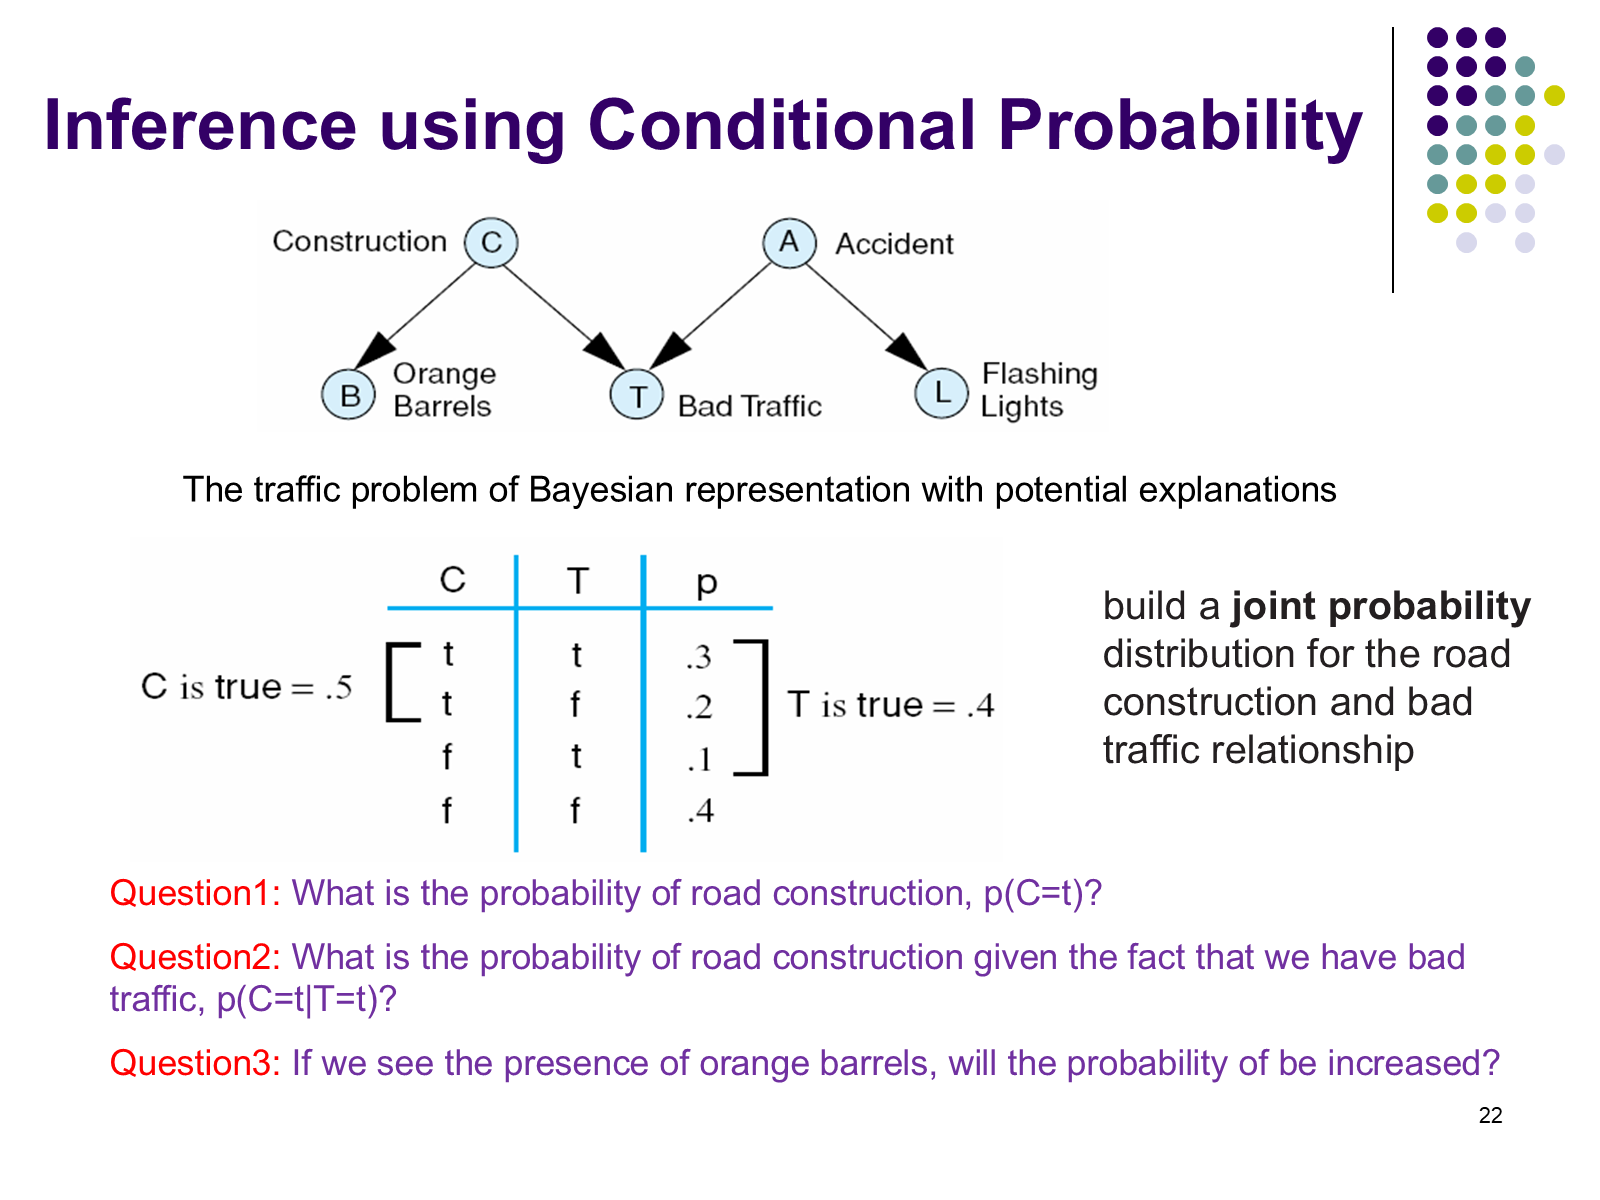 Inference using Conditional Probability
Construction C A Accident
B Orange Barrels T Bad Traffic L Flashing Lights
The traffic problem of Bayesian representation with potential explanations
C T p
t t .3
t f .2
f t .1
f f .4
C is true = .5
T is true = .4
build a joint probability
distribution for the road
construction and bad
traffic relationship
Question1: What is the probability of road construction, p(C=t)?
Question2: What is the probability of road construction given the fact that we have bad
traffic, p(C=t|T=t)?
Question3: If we see the presence of orange barrels, will the probability of be increased?
22